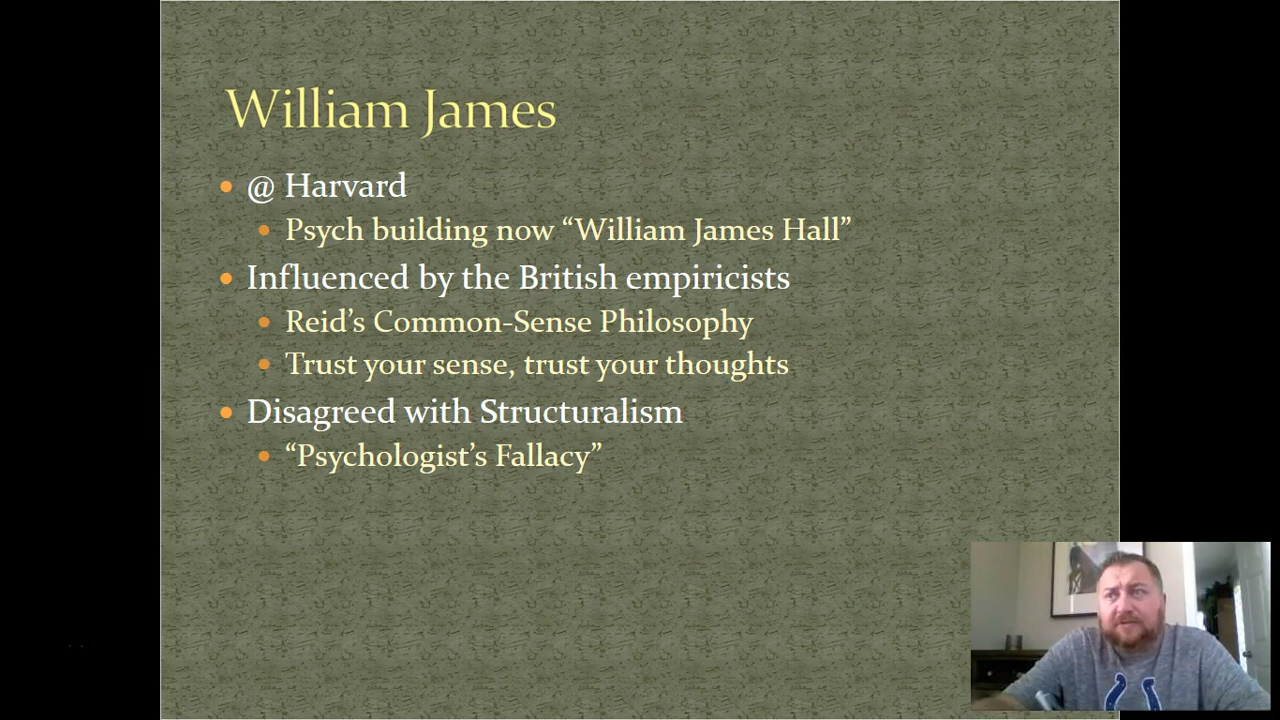 William James
@ Harvard
Psych building now “William James Hall”
Influenced by the British empiricists
Reid’s Common-Sense Philosophy
Trust your sense, trust your thoughts
Disagreed with Structuralism
“Psychologist’s Fallacy”